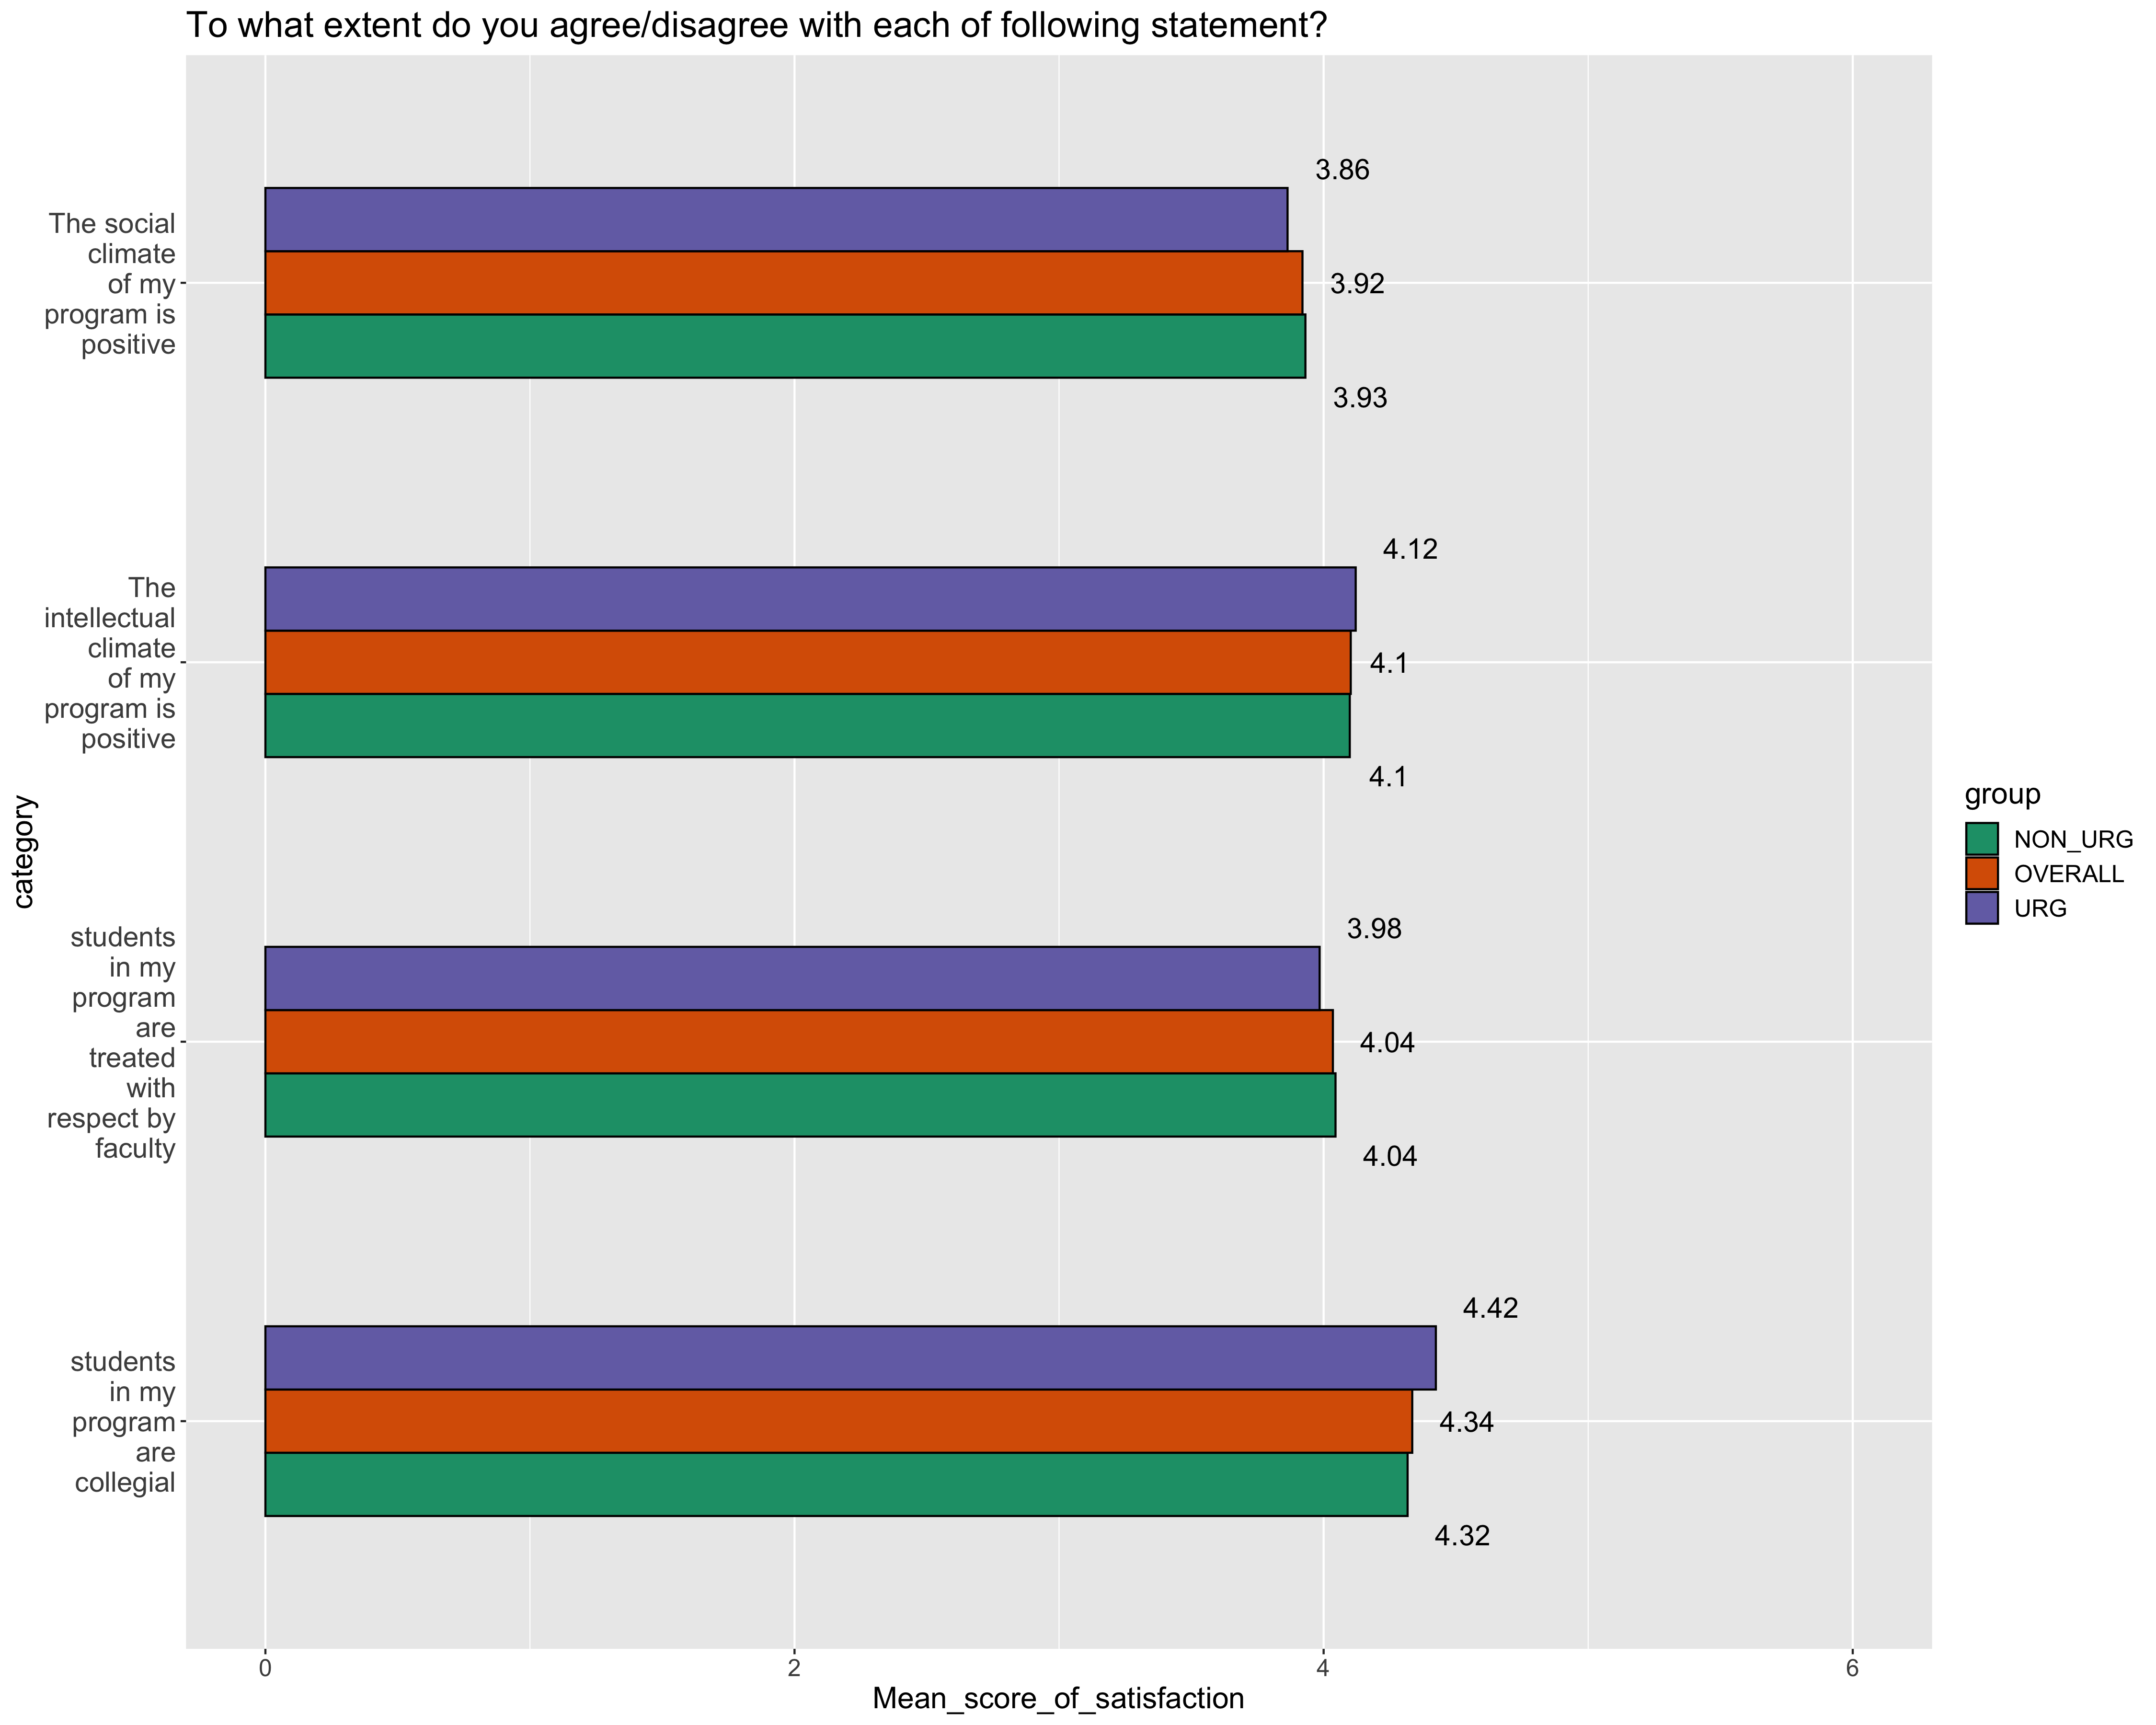 To what extent do you agree/disagree with each of following statement?
The social
climate
of my
program is
positive
3.86
3.92
3.93
The
intellectual
climate
of my
program is
positive
4.12
4.1
4.1
students
in my
program
are
treated
with
respect by
faculty
3.98
4.04
4.04
students
in my
program
are
collegial
4.42
4.34
4.32
category
0 2 4 6
Mean_score_of_satisfaction
group
NON_URG
OVERALL
URG